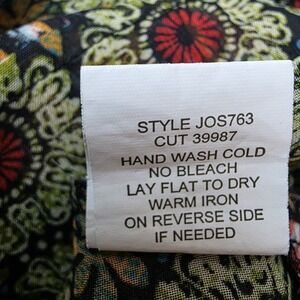 STYLE JOS763
CUT 39987
HAND WASH COLD
NO BLEACH
LAY FLAT TO DRY
WARM IRON
ON REVERSE SIDE
IF NEEDED